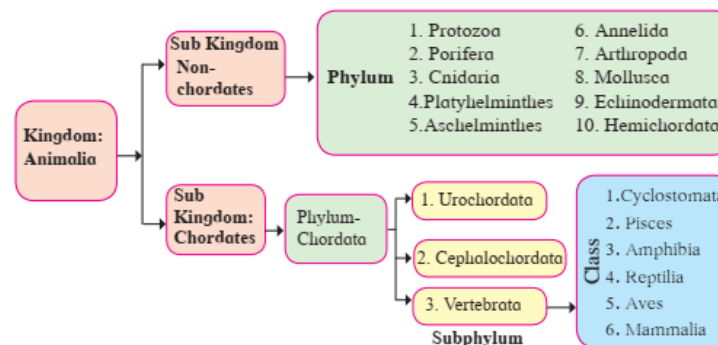 Kingdom:
Animalia
Sub Kingdom
Non-
chordates
Phylum
1. Protozoa
2. Porifera
3. Cnidaria
4.Platyhelminthes
5.Aschelminthes
6. Annelida
7. Arthropoda
8. Mollusca
9. Echinodermata
10. Hemichordata
Sub
Kingdom:
Chordates
Phylum-
Chordata
1. Urochordata
2. Cephalochordata
3. Vertebrata
Subphylum
Class
1.Cyclostomata
2. Pisces
3. Amphibia
4. Reptilia
5. Aves
6. Mammalia